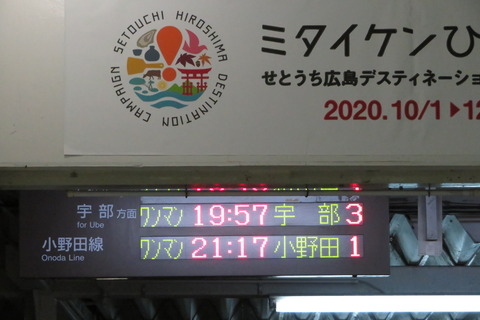 SETOUCHI HIROSHIMA DESTINATION CAMPAIGN
ミタイケンひ
せとうち広島デスティネーショ
2020.10/1▶12
宇部方面 ワンマン 19:57 宇部 3
for Ube
小野田線 ワンマン 21:17 小野田 1
Onoda Line